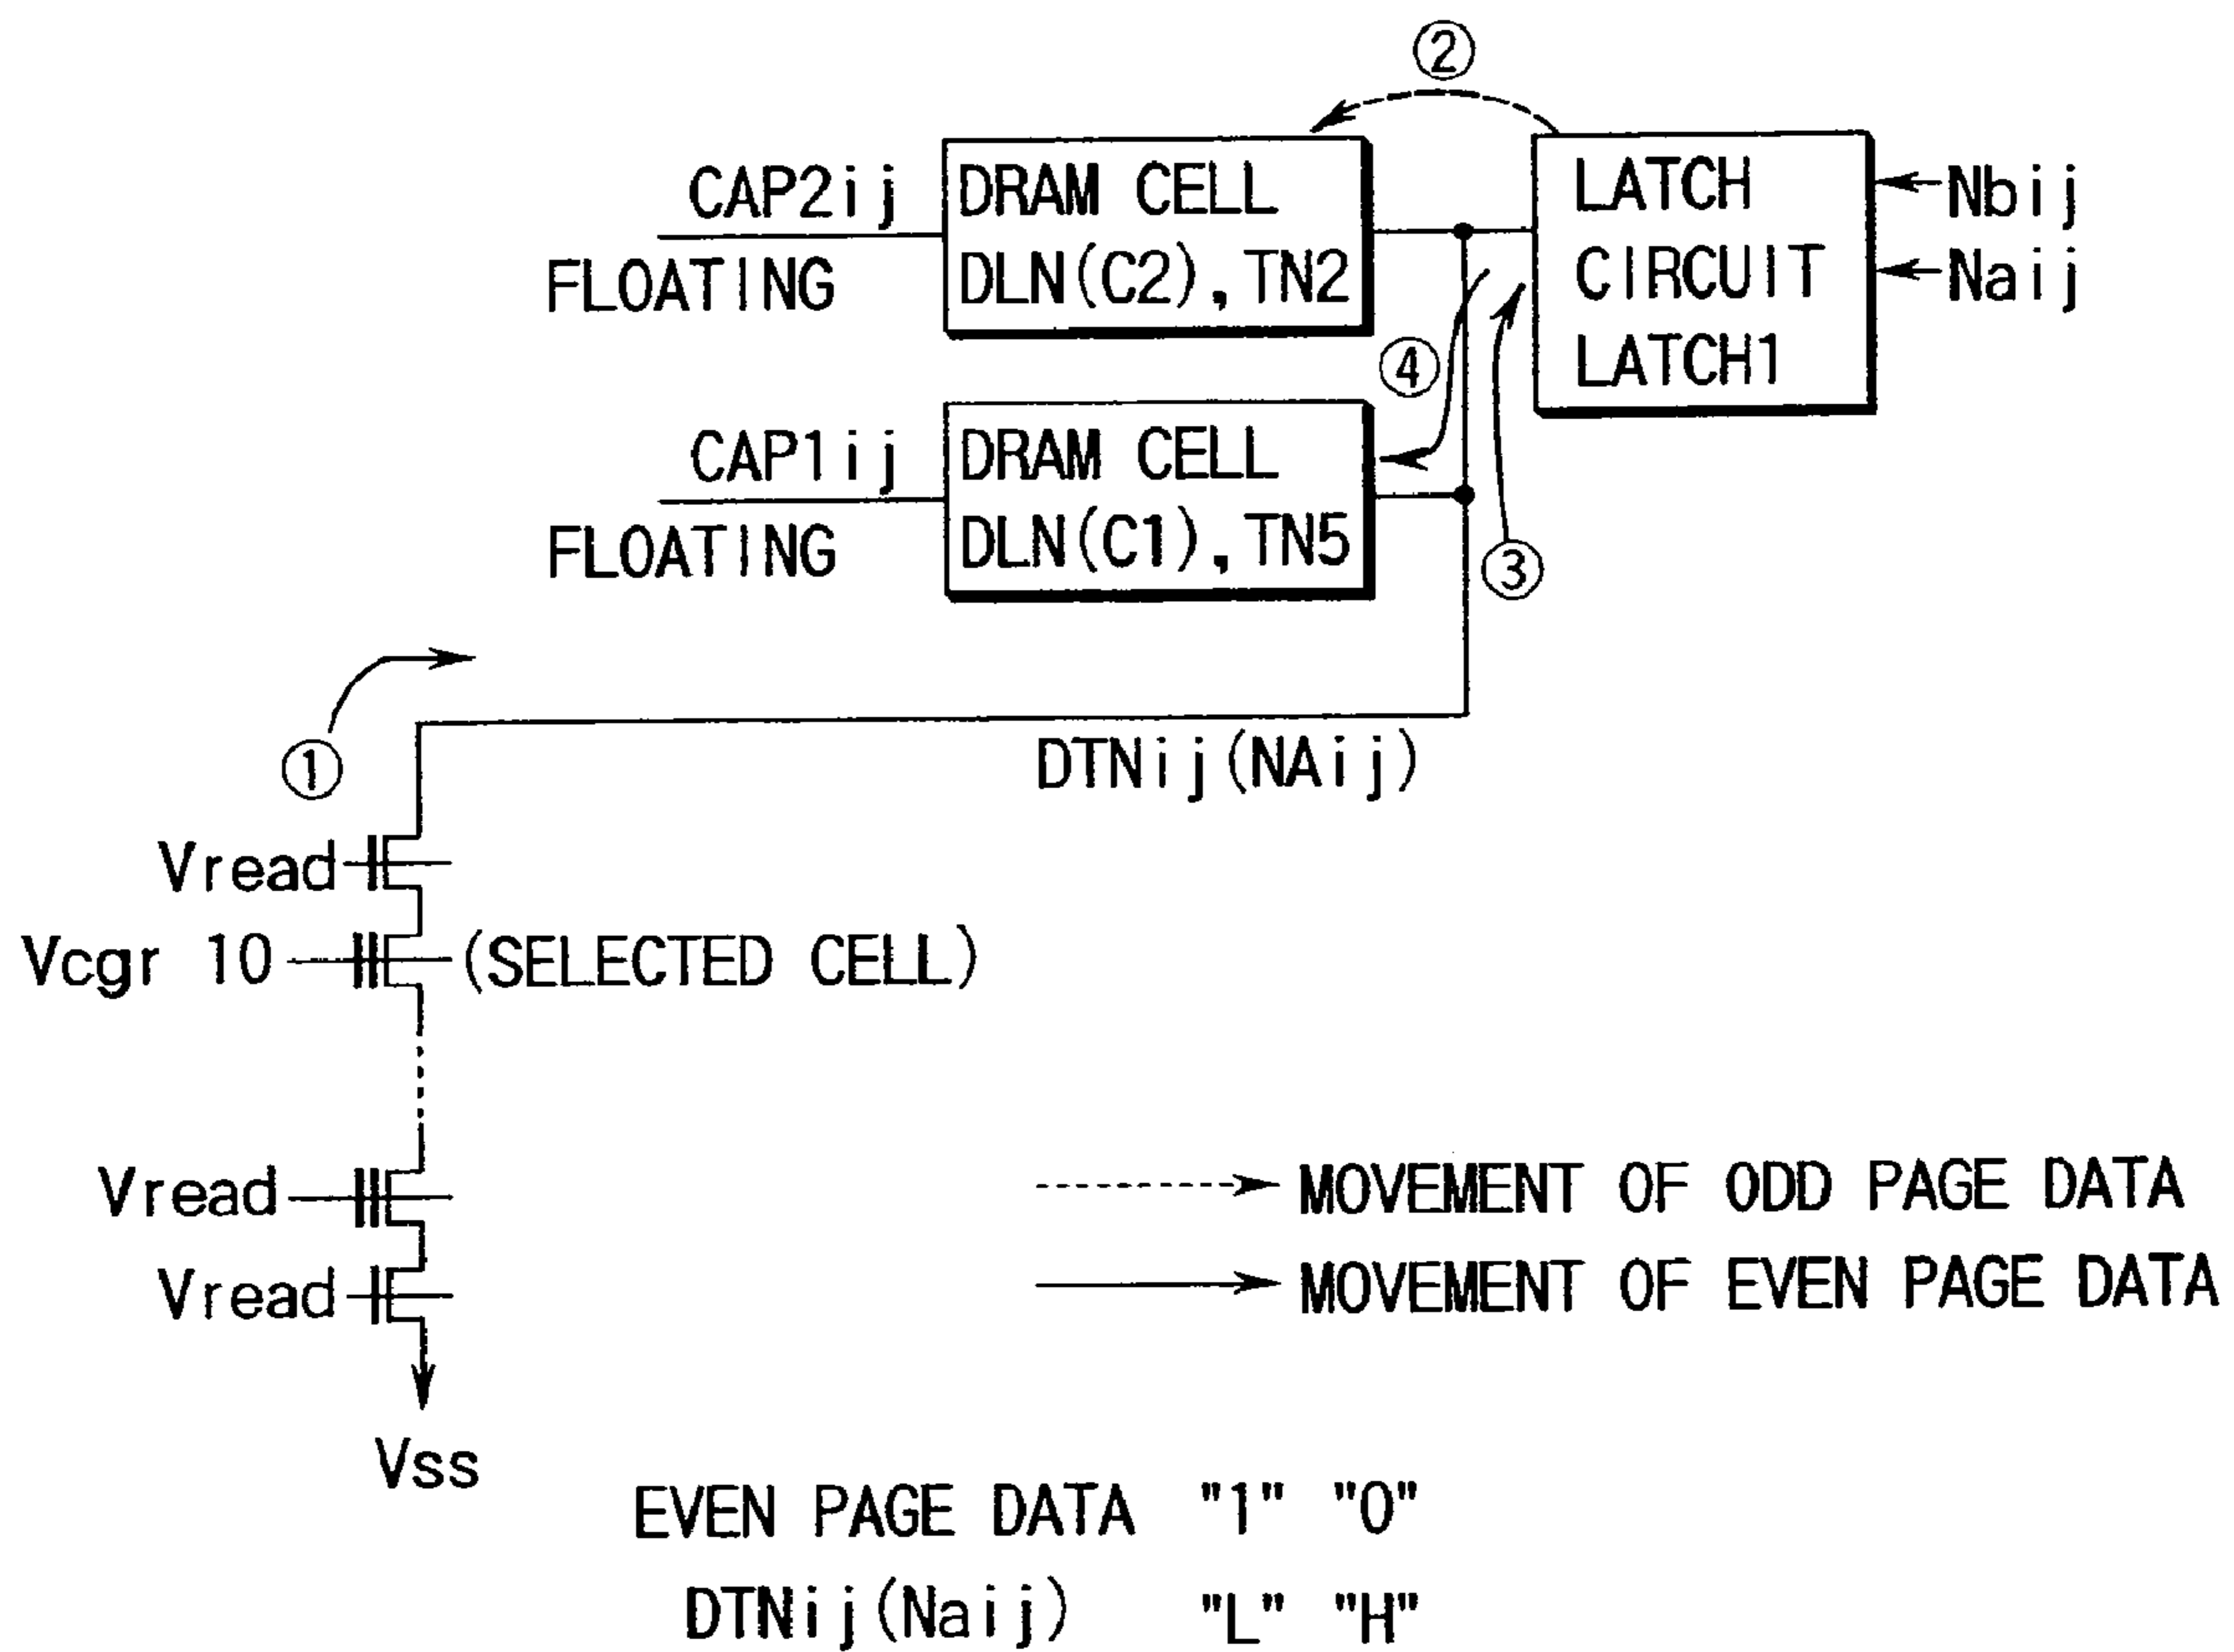 ②
CAP2ij
FLOATING
DRAM CELL
DLN(C2), TN2
LATCH
CIRCUIT
LATCH1
Nbij
Naij
④
CAP1ij
FLOATING
DRAM CELL
DLN(C1), TN5
③
①
DTNij(NAij)
Vread
Vcgr 10
(SELECTED CELL)
Vread
Vread
Vss
MOVEMENT OF ODD PAGE DATA
MOVEMENT OF EVEN PAGE DATA
EVEN PAGE DATA "1" "0"
DTNij(Naij) "L" "H"